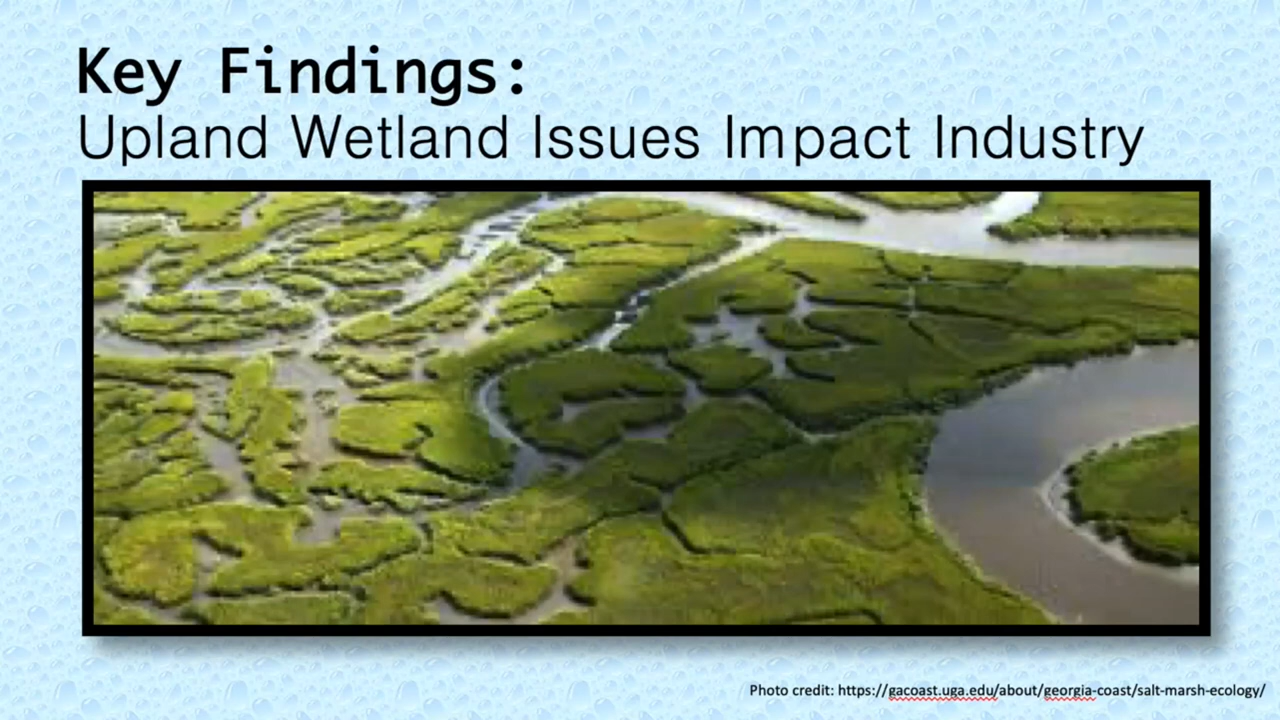 Key Findings:
Upland Wetland Issues Impact Industry
Photo credit: https://gacoast.uga.edu/about/georgia-coast/salt-marsh-ecology/